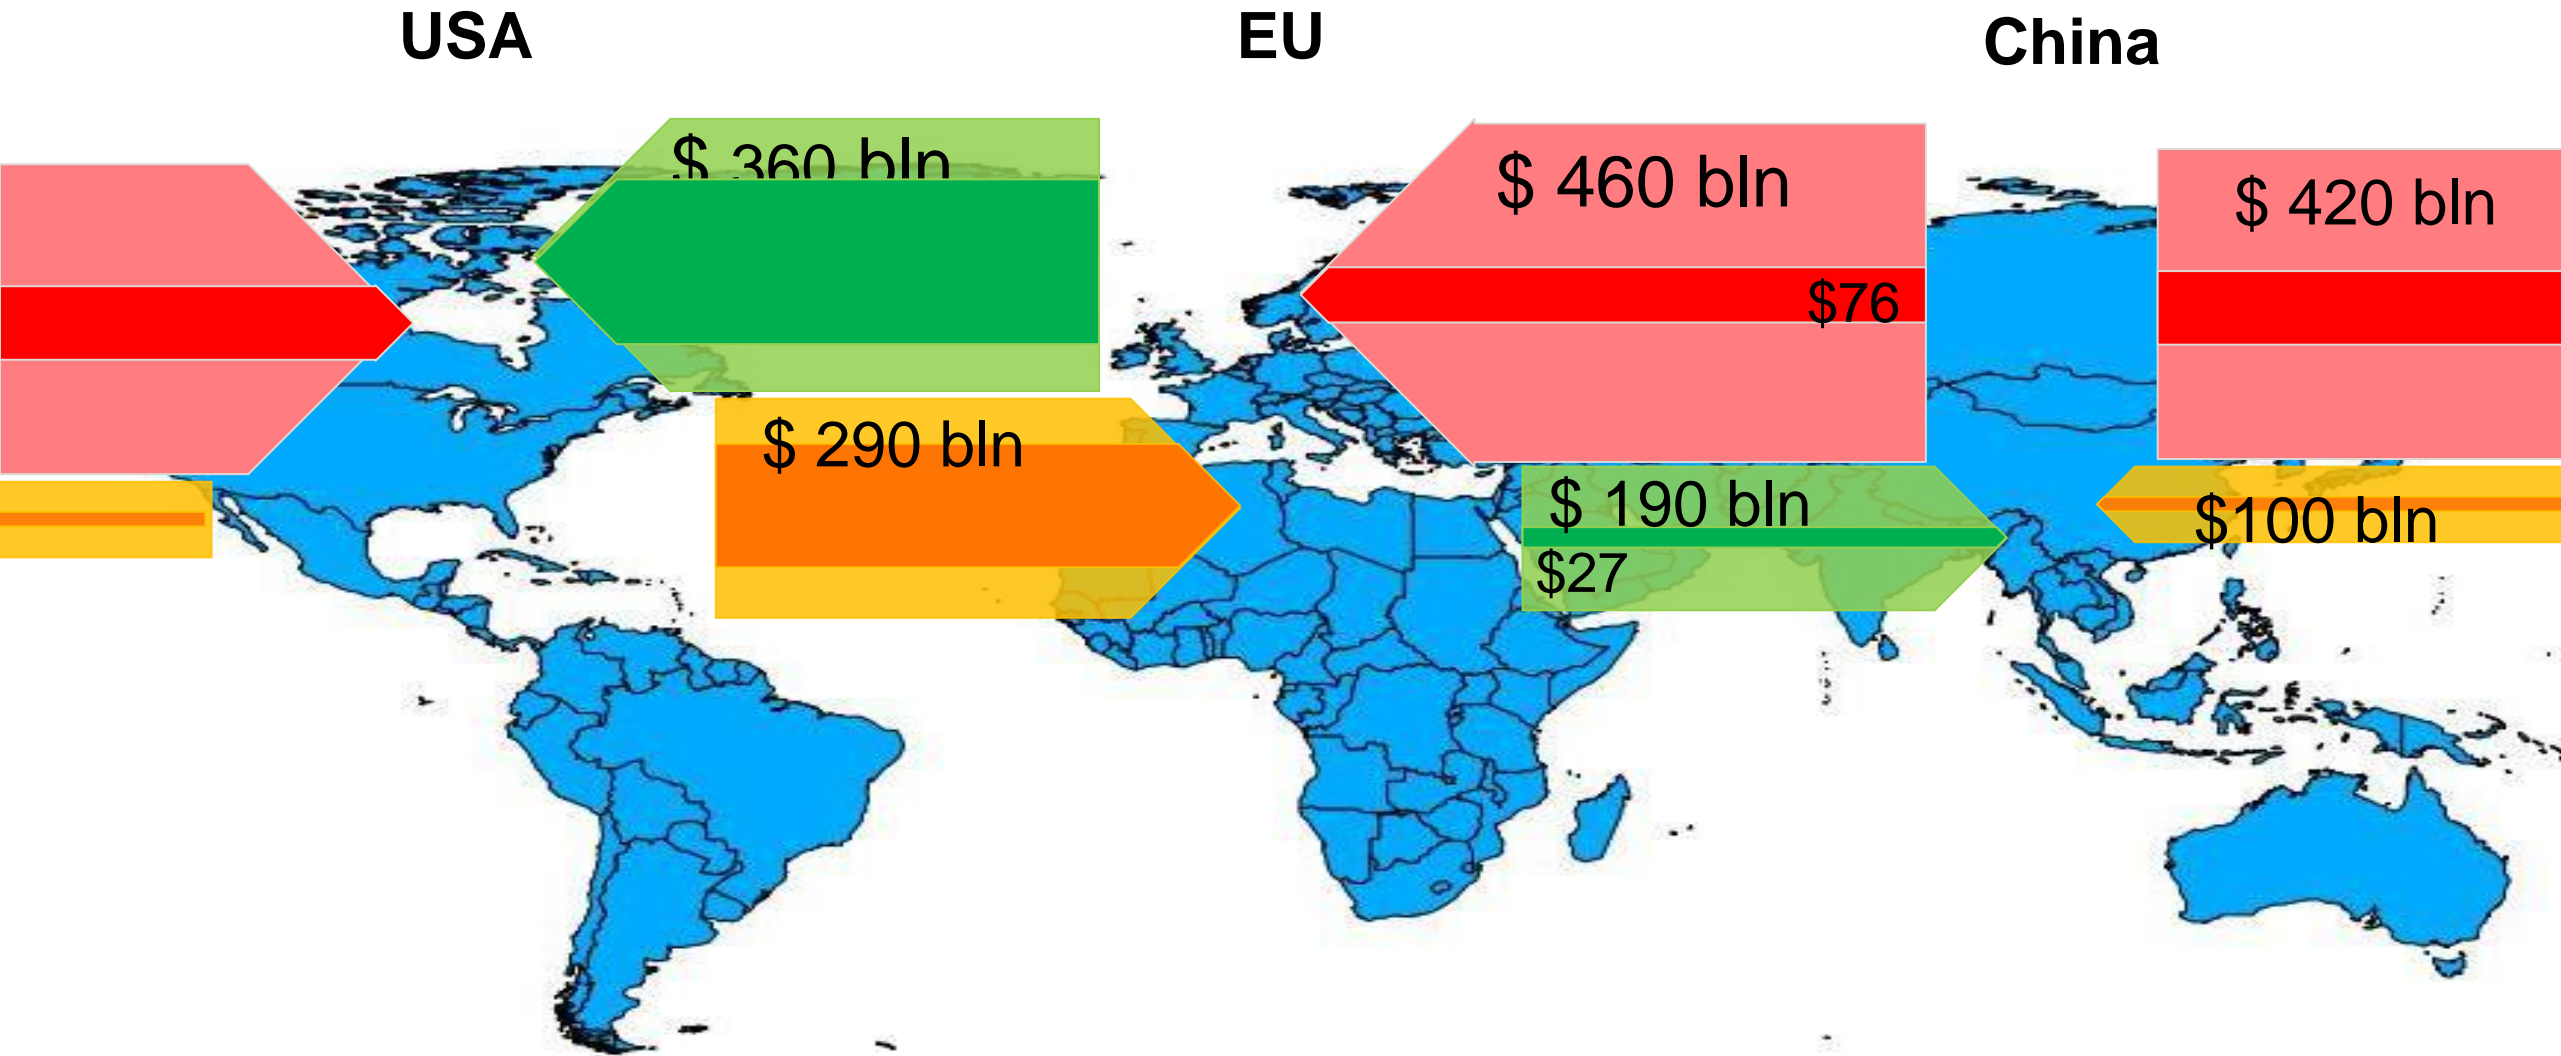 USA
EU
China
$ 360 bln
$ 460 bln
$ 420 bln
$76
$ 290 bln
$ 190 bln
$100 bln
$27